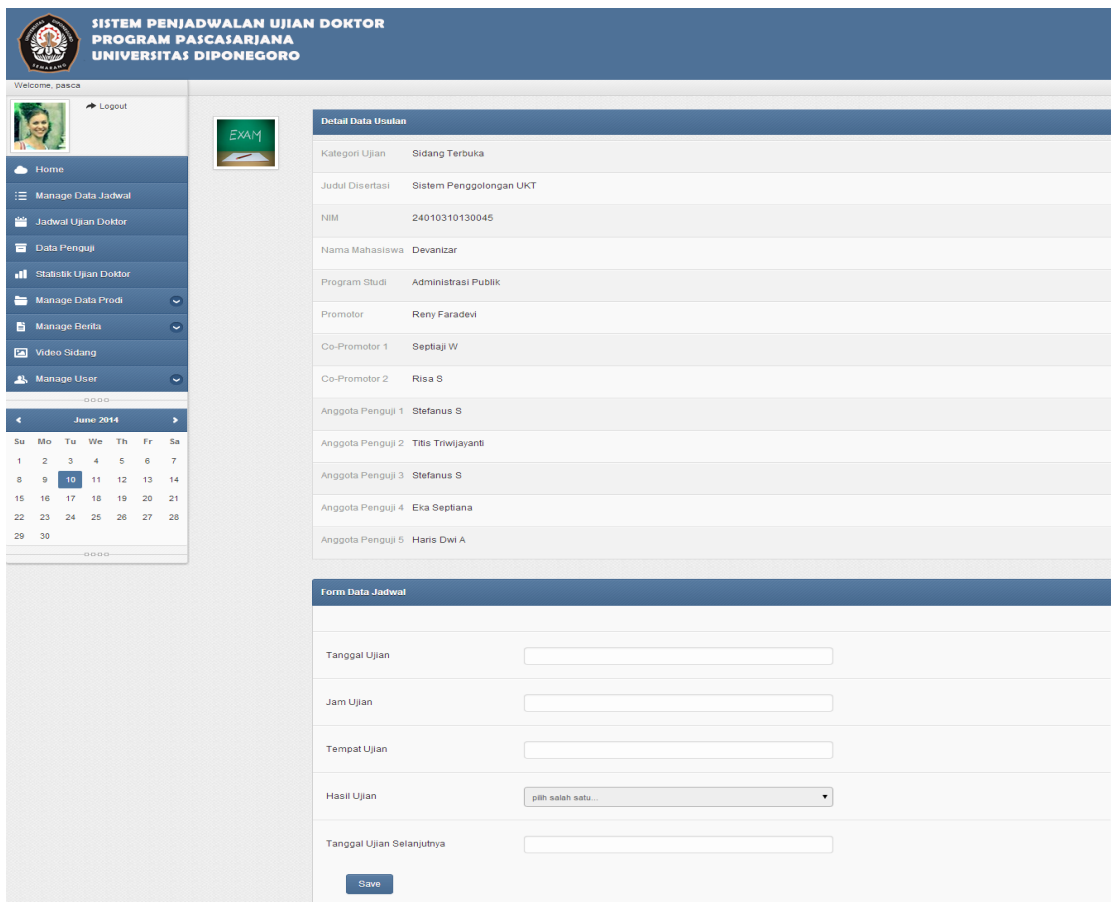 SISTEM PENJADWALAN UJIAN DOKTOR
PROGRAM PASCASARJANA
UNIVERSITAS DIPONEGORO
UNIVERSITAS DIPONEGORO
SEMARANG
Welcome, pasca
Logout
Home
Manage Data Jadwal
Jadwal Ujian Doktor
Data Penguji
Statistik Ujian Doktor
Manage Data Prodi
Manage Berita
Video Sidang
Manage User
June 2014
Su Mo Tu We Th Fr Sa
1 2 3 4 5 6 7
8 9 10 11 12 13 14
15 16 17 18 19 20 21
22 23 24 25 26 27 28
29 30
EXAM
Detail Data Usulan
Kategori Ujian Sidang Terbuka
Judul Disertasi Sistem Penggolongan UKT
NIM 24010310130045
Nama Mahasiswa Devanizar
Program Studi Administrasi Publik
Promotor Reny Faradevi
Co-Promotor 1 Septiaji W
Co-Promotor 2 Risa S
Anggota Penguji 1 Stefanus S
Anggota Penguji 2 Titis Triwijayanti
Anggota Penguji 3 Stefanus S
Anggota Penguji 4 Eka Septiana
Anggota Penguji 5 Haris Dwi A
Form Data Jadwal
Tanggal Ujian
Jam Ujian
Tempat Ujian
Hasil Ujian pilih salah satu...
Tanggal Ujian Selanjutnya
Save